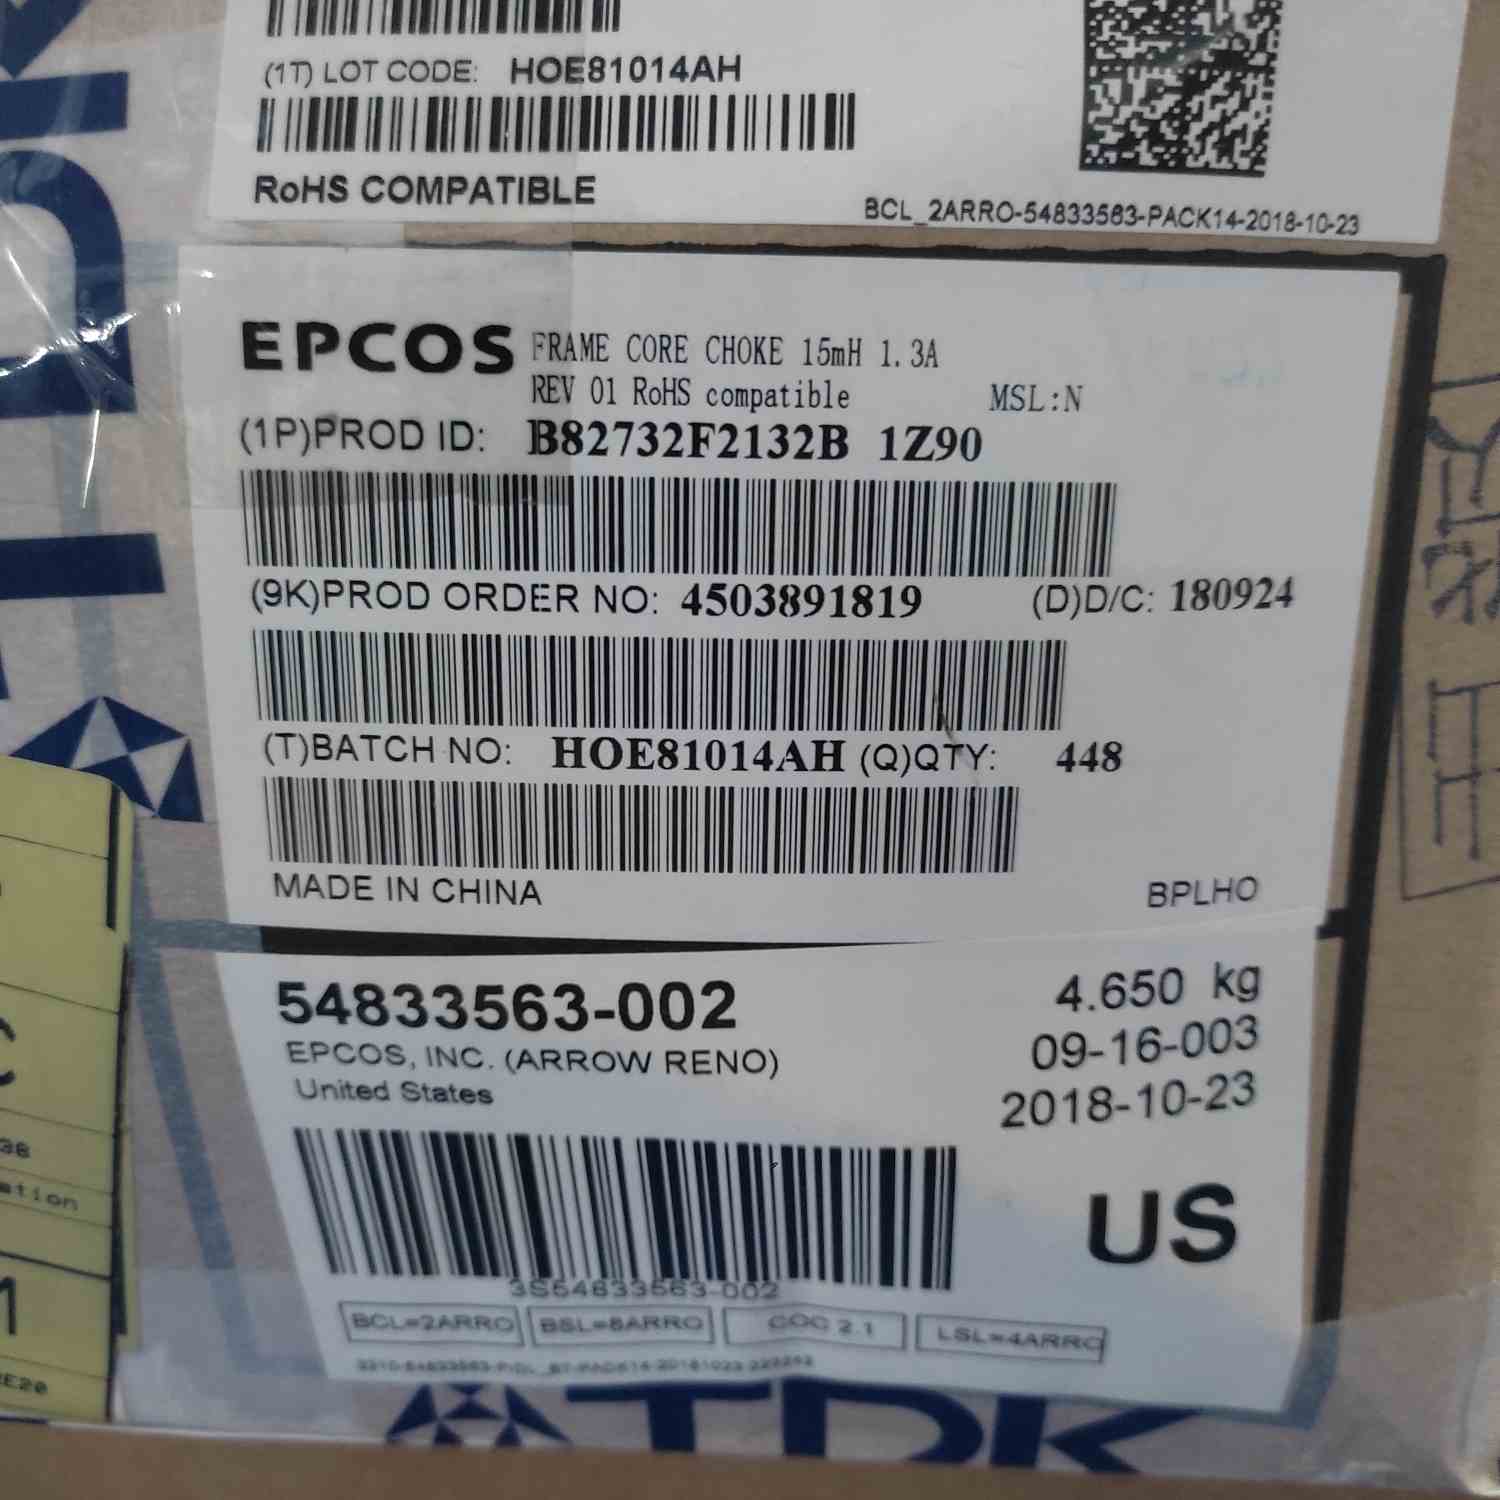 (1T) LOT CODE: HOE81014AH
RoHS COMPATIBLE
BCL_2ARRO-54833563-PACK14-2018-10-23
EPCOS FRAME CORE CHOKE 15mH 1.3A
REV 01 RoHS compatible MSL:N
(1P)PROD ID: B82732F2132B 1Z90
(9K)PROD ORDER NO: 4503891819 (D)D/C: 180924
(T)BATCH NO: HOE81014AH (Q)QTY: 448
MADE IN CHINA BPLHO
54833563-002 4.650 kg
EPCOS, INC. (ARROW RENO) 09-16-003
United States 2018-10-23
US
3S54833563-002
BCL=2ARRO BSL=8ARRO COC 2.1 LSL=4ARRO
TDK